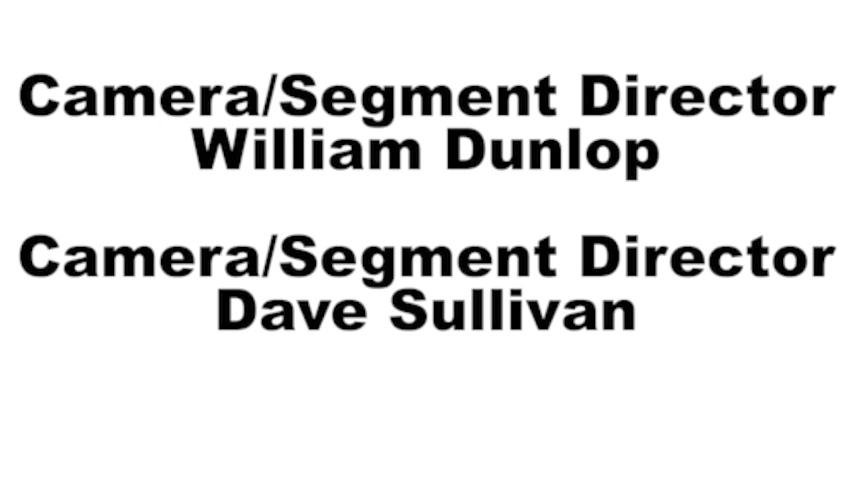 Camera/Segment Director
William Dunlop
Camera/Segment Director
Dave Sullivan